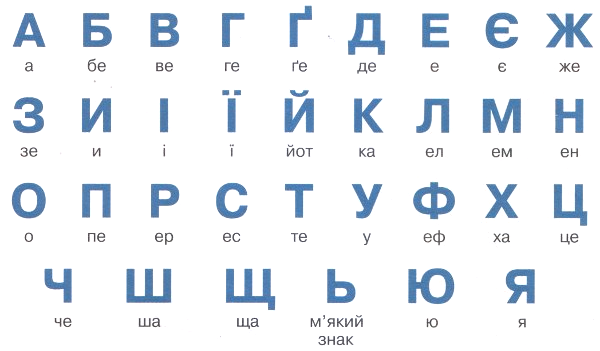 А Б В Г Ґ Д Е Є Ж
а бе ве ге ґе де е є же
З И І Ї Й К Л М Н
зе и і ї йот ка ел ем ен
О П Р С Т У Ф Х Ц
о пе ер ес те у еф ха це
Ч Ш Щ Ь Ю Я
че ша ща м'який ю я
знак